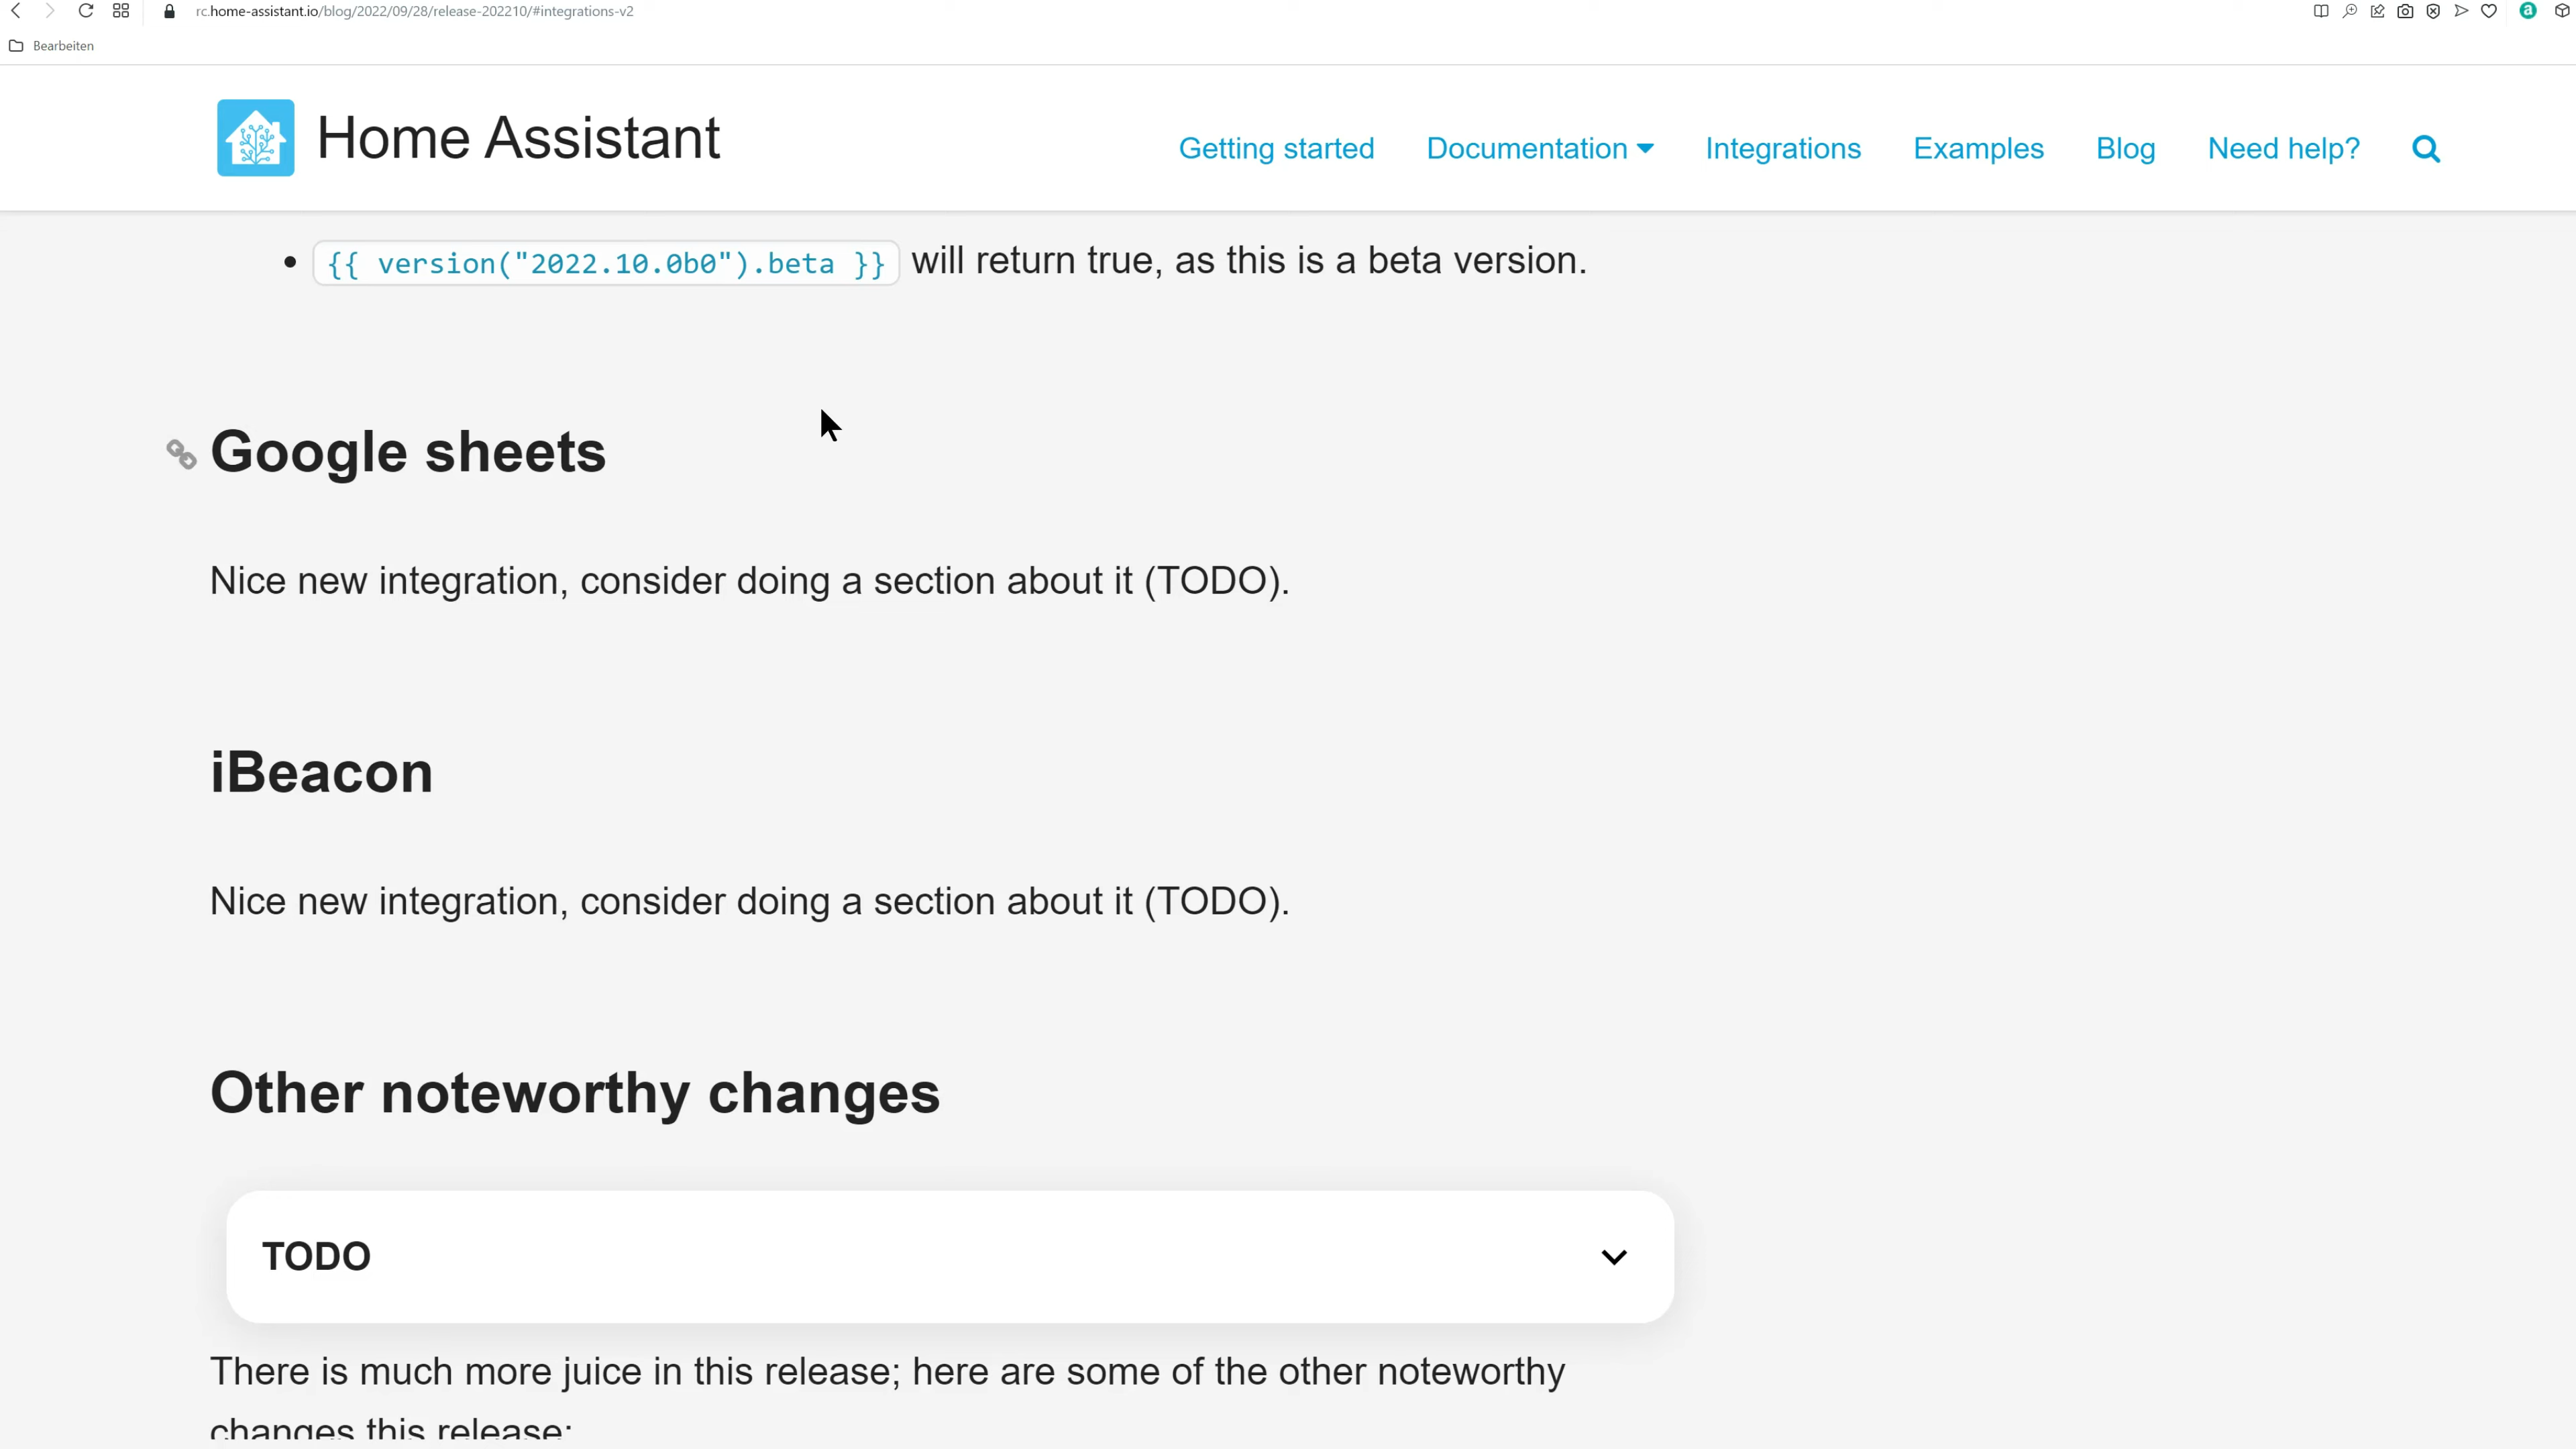 rc.home-assistant.io/blog/2022/09/28/release-202210/#integrations-v2
a
Bearbeiten
Home Assistant
Getting started Documentation Integrations Examples Blog Need help?
• {{ version("2022.10.0b0").beta }} will return true, as this is a beta version.
Google sheets
Nice new integration, consider doing a section about it (TODO).
iBeacon
Nice new integration, consider doing a section about it (TODO).
Other noteworthy changes
TODO
There is much more juice in this release; here are some of the other noteworthy
changes this release: